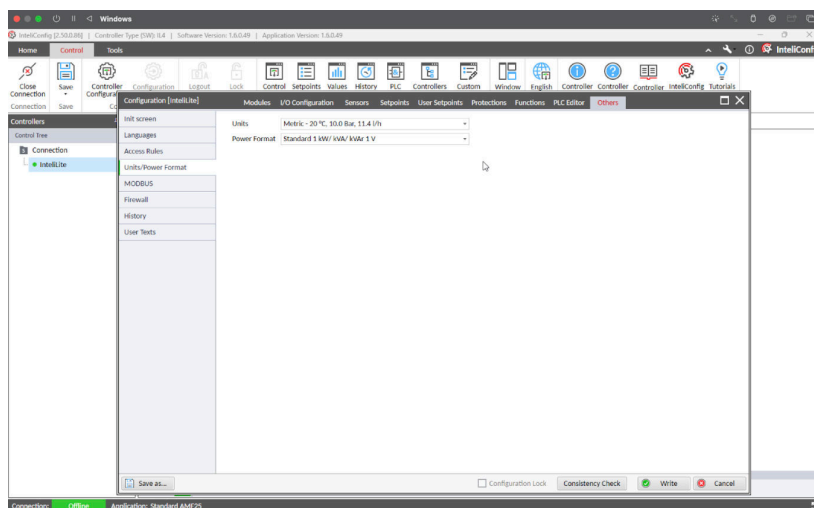 Windows
InteliConfig [2.50.0.86] | Controller Type (SW): IL4 | Software Version: 1.6.0.49 | Application Version: 1.6.0.49
Home Control Tools
InteliConf
Close Connection Save Controller Configura Configuration Logout Lock Control Setpoints Values History PLC Controllers Custom Window English Controller Controller Controller InteliConfig Tutorials
Connection Save Co
Controllers
Control Tree
Connection
InteliLite
Configuration [InteliLite]
Modules I/O Configuration Sensors Setpoints User Setpoints Protections Functions PLC Editor Others
Init screen
Languages
Access Rules
Units/Power Format
MODBUS
Firewall
History
User Texts
Units Metric - 20 °C, 10.0 Bar, 11.4 l/h
Power Format Standard 1 kW/ kVA/ kVAr 1 V
Save as... Configuration Lock Consistency Check Write Cancel
Connection: Offline Application: Standard AMF25